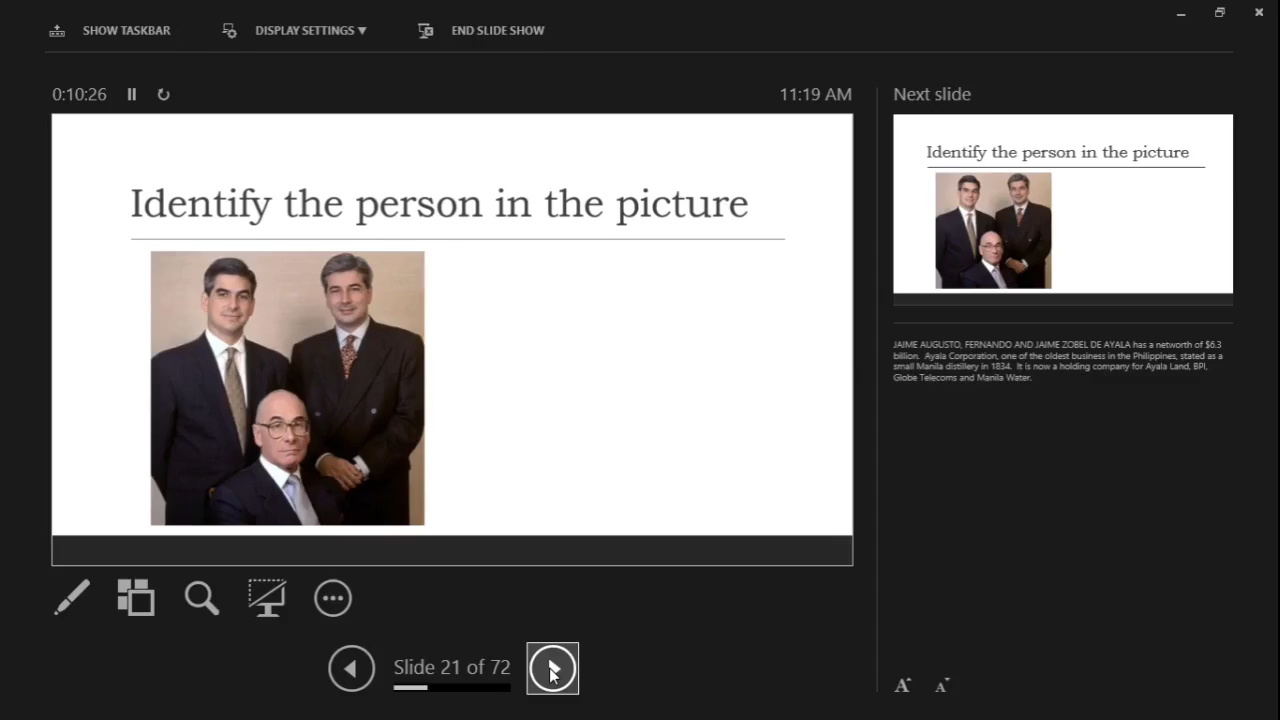 SHOW TASKBAR
DISPLAY SETTINGS ▼
END SLIDE SHOW
0:10:26
11:19 AM
Identify the person in the picture
Slide 21 of 72
Next slide
Identify the person in the picture
JAIME AUGUSTO, FERNANDO AND JAIME ZOBEL DE AYALA has a networth of $6.3
billion. Ayala Corporation, one of the oldest business in the Philippines, stated as a
small Manila distillery in 1834. It is now a holding company for Ayala Land, BPI,
Globe Telecoms and Manila Water.
A A